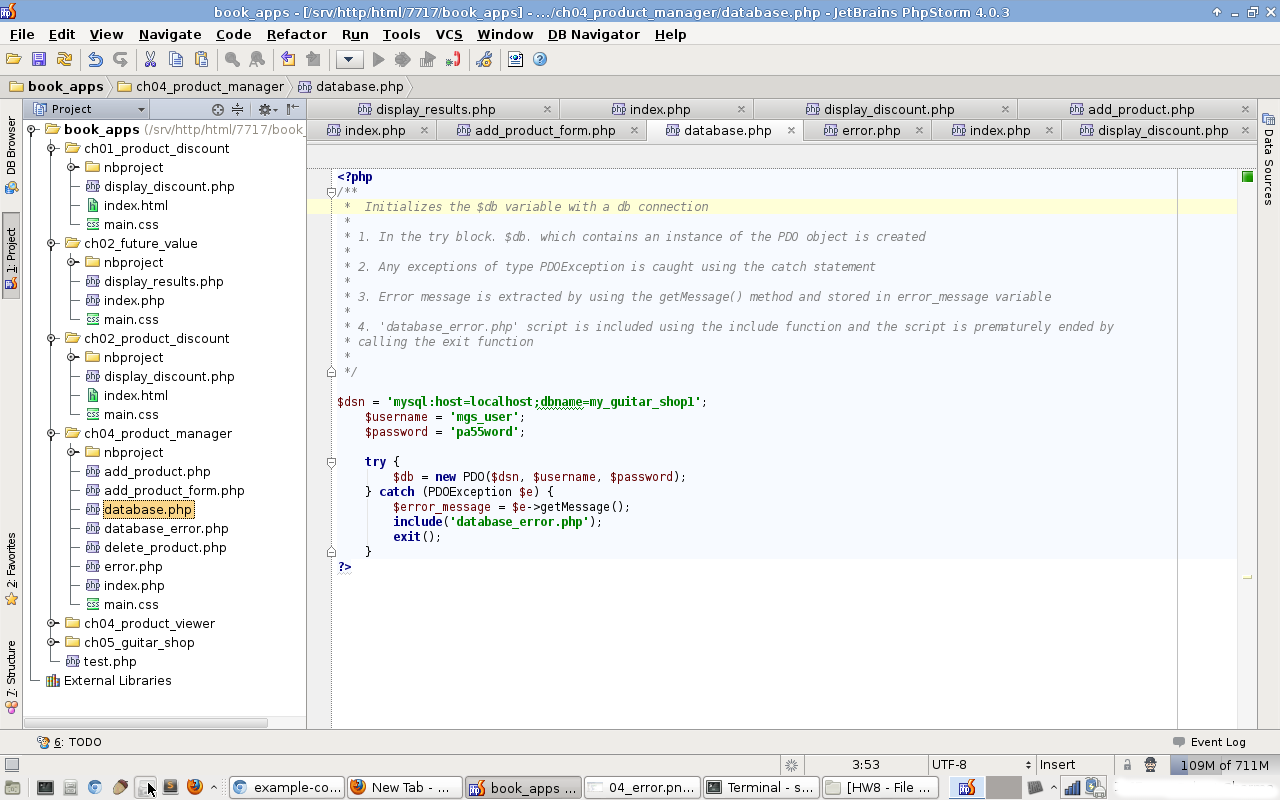 book_apps - [/srv/http/html/7717/book_apps] - .../ch04_product_manager/database.php - JetBrains PhpStorm 4.0.3
File Edit View Navigate Code Refactor Run Tools VCS Window DB Navigator Help
book_apps ch04_product_manager database.php
Project
display_results.php index.php display_discount.php add_product.php
index.php add_product_form.php database.php error.php index.php display_discount.php
DB Browser
1: Project
2: Favorites
7: Structure
book_apps (/srv/http/html/7717/book_
ch01_product_discount
nbproject
display_discount.php
index.html
main.css
ch02_future_value
nbproject
display_results.php
index.php
main.css
ch02_product_discount
nbproject
display_discount.php
index.html
main.css
ch04_product_manager
nbproject
add_product.php
add_product_form.php
database.php
database_error.php
delete_product.php
error.php
index.php
main.css
ch04_product_viewer
ch05_guitar_shop
test.php
External Libraries
<?php
/**
 *  Initializes the $db variable with a db connection
 *
 * 1. In the try block. $db. which contains an instance of the PDO object is created
 *
 * 2. Any exceptions of type PDOException is caught using the catch statement
 *
 * 3. Error message is extracted by using the getMessage() method and stored in error_message variable
 *
 * 4. 'database_error.php' script is included using the include function and the script is prematurely ended by
 * calling the exit function
 *
 */
$dsn = 'mysql:host=localhost;dbname=my_guitar_shop1';
    $username = 'mgs_user';
    $password = 'pa55word';
    try {
        $db = new PDO($dsn, $username, $password);
    } catch (PDOException $e) {
        $error_message = $e->getMessage();
        include('database_error.php');
        exit();
    }
?>
Data Sources
6: TODO
Event Log
3:53 UTF-8 Insert 109M of 711M
example-co... New Tab - ... book_apps ... 04_error.pn... Terminal - s... [HW8 - File ...